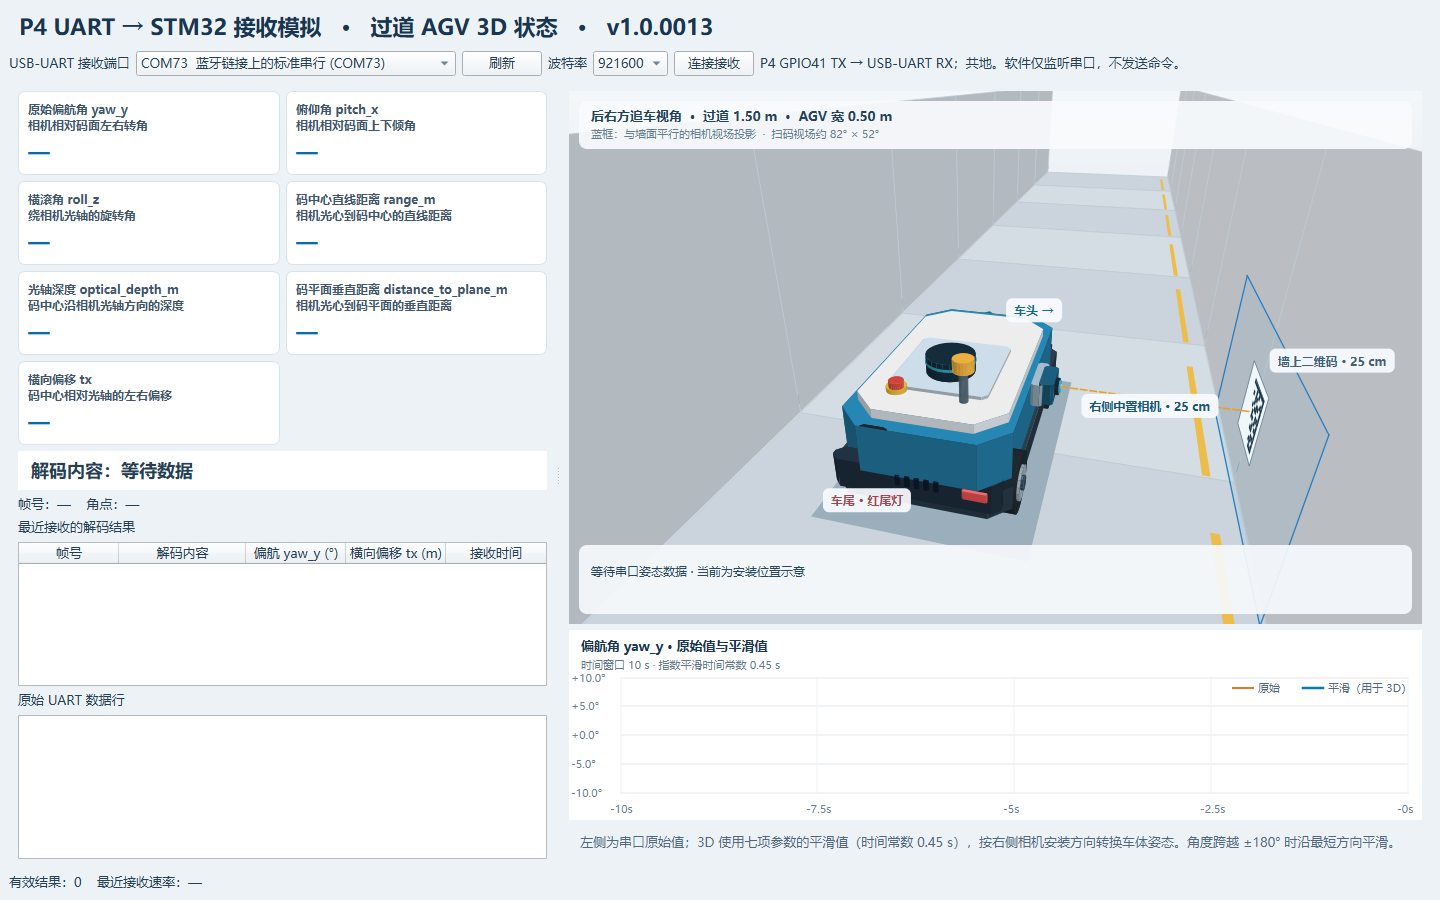 P4 UART → STM32 接收模拟 • 过道 AGV 3D 状态 • v1.0.0013
USB-UART 接收端口 COM73 蓝牙链接上的标准串行 (COM73) 刷新 波特率 921600 连接接收 P4 GPIO41 TX → USB-UART RX；共地。软件仅监听串口，不发送命令。
原始偏航角 yaw_y
相机相对码面左右转角
—
俯仰角 pitch_x
相机相对码面上下倾角
—
横滚角 roll_z
绕相机光轴的旋转角
—
码中心直线距离 range_m
相机光心到码中心的直线距离
—
光轴深度 optical_depth_m
码中心沿相机光轴方向的深度
—
码平面垂直距离 distance_to_plane_m
相机光心到码平面的垂直距离
—
横向偏移 tx
码中心相对光轴的左右偏移
—
解码内容：等待数据
帧号：— 角点：—
最近接收的解码结果
帧号 解码内容 偏航 yaw_y (°) 横向偏移 tx (m) 接收时间
原始 UART 数据行
有效结果：0 最近接收速率：—
后右方追车视角 • 过道 1.50 m • AGV 宽 0.50 m
蓝框：与墙面平行的相机视场投影 · 扫码视场约 82° × 52°
车头 →
墙上二维码 • 25 cm
右侧中置相机 • 25 cm
车尾 • 红尾灯
等待串口姿态数据 · 当前为安装位置示意
偏航角 yaw_y • 原始值与平滑值
时间窗口 10 s · 指数平滑时间常数 0.45 s
原始 平滑（用于 3D）
+10.0°
+5.0°
+0.0°
-5.0°
-10.0°
-10s -7.5s -5s -2.5s -0s
左侧为串口原始值；3D 使用七项参数的平滑值（时间常数 0.45 s），按右侧相机安装方向转换车体姿态。角度跨越 ±180° 时沿最短方向平滑。